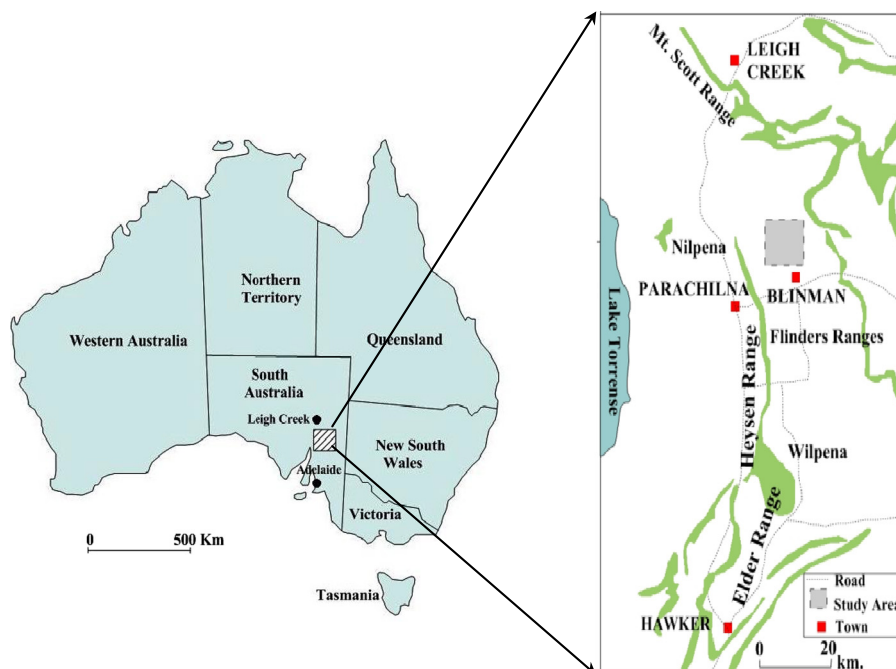 Northern
Territory
Western Australia
Queensland
South
Australia
Leigh Creek
New South
Wales
Adelaide
Victoria
0 500 Km
Tasmania
Mt. Scott Range
LEIGH
CREEK
Nilpena
PARACHILNA
BLINMAN
Lake Torrense
Flinders Ranges
Heysen Range
Wilpena
Elder Range
HAWKER
Road
Study Area
Town
0 20
km.